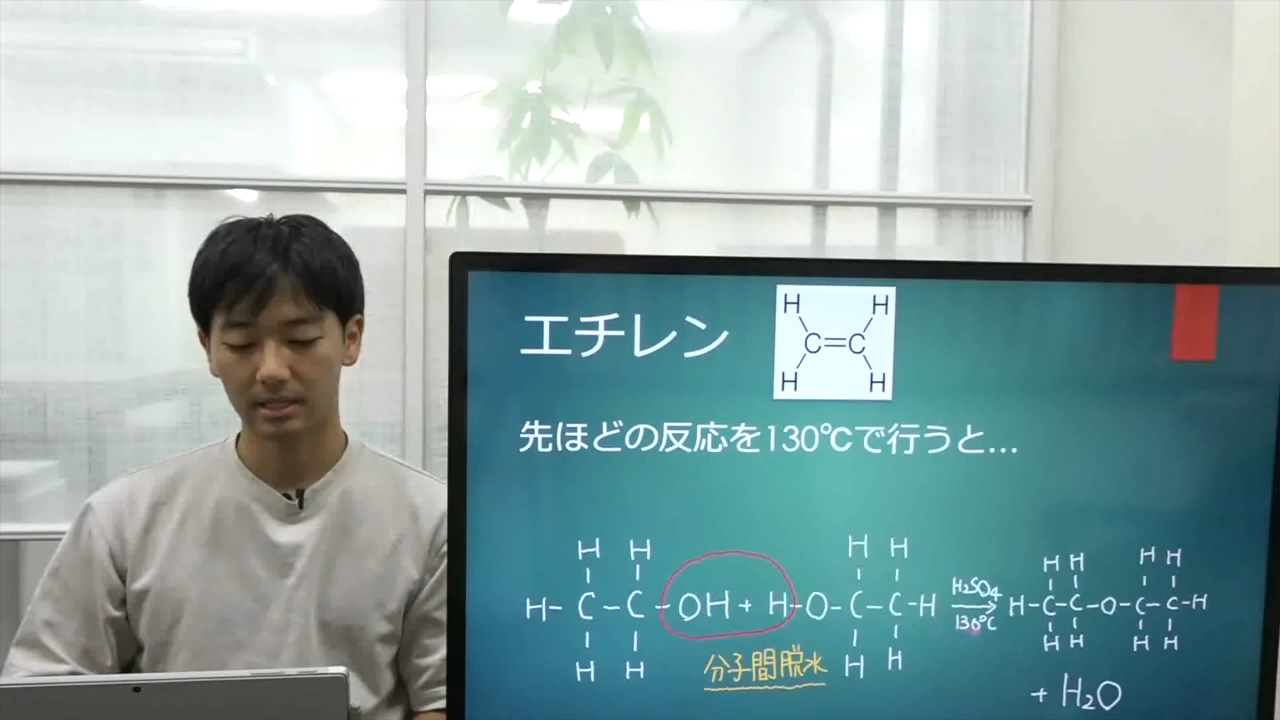 エチレン
H H
C=C
H H
先ほどの反応を130℃で行うと…
H H H H H H H H
H-C-C-OH+H-O-C-C-H H₂SO₄ 130℃ → H-C-C-O-C-C-H
H H H H H H H H
分子間脱水
+ H₂O